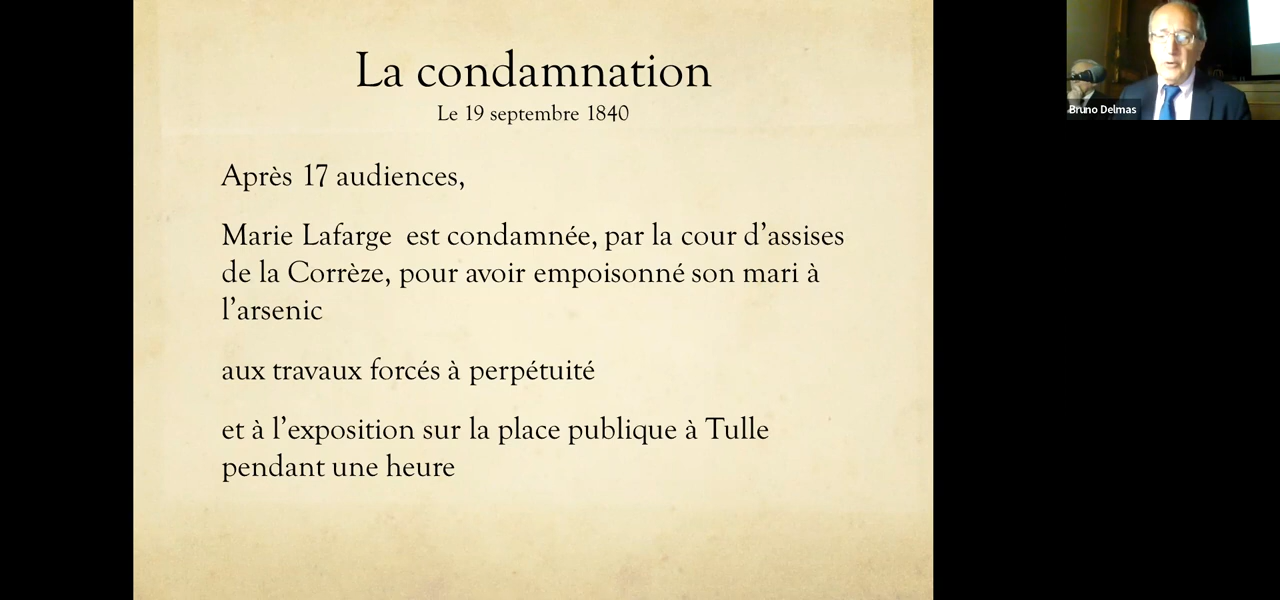 La condamnation
Le 19 septembre 1840
Après 17 audiences,
Marie Lafarge est condamnée, par la cour d'assises
de la Corrèze, pour avoir empoisonné son mari à
l'arsenic
aux travaux forcés à perpétuité
et à l'exposition sur la place publique à Tulle
pendant une heure
Bruno Delmas